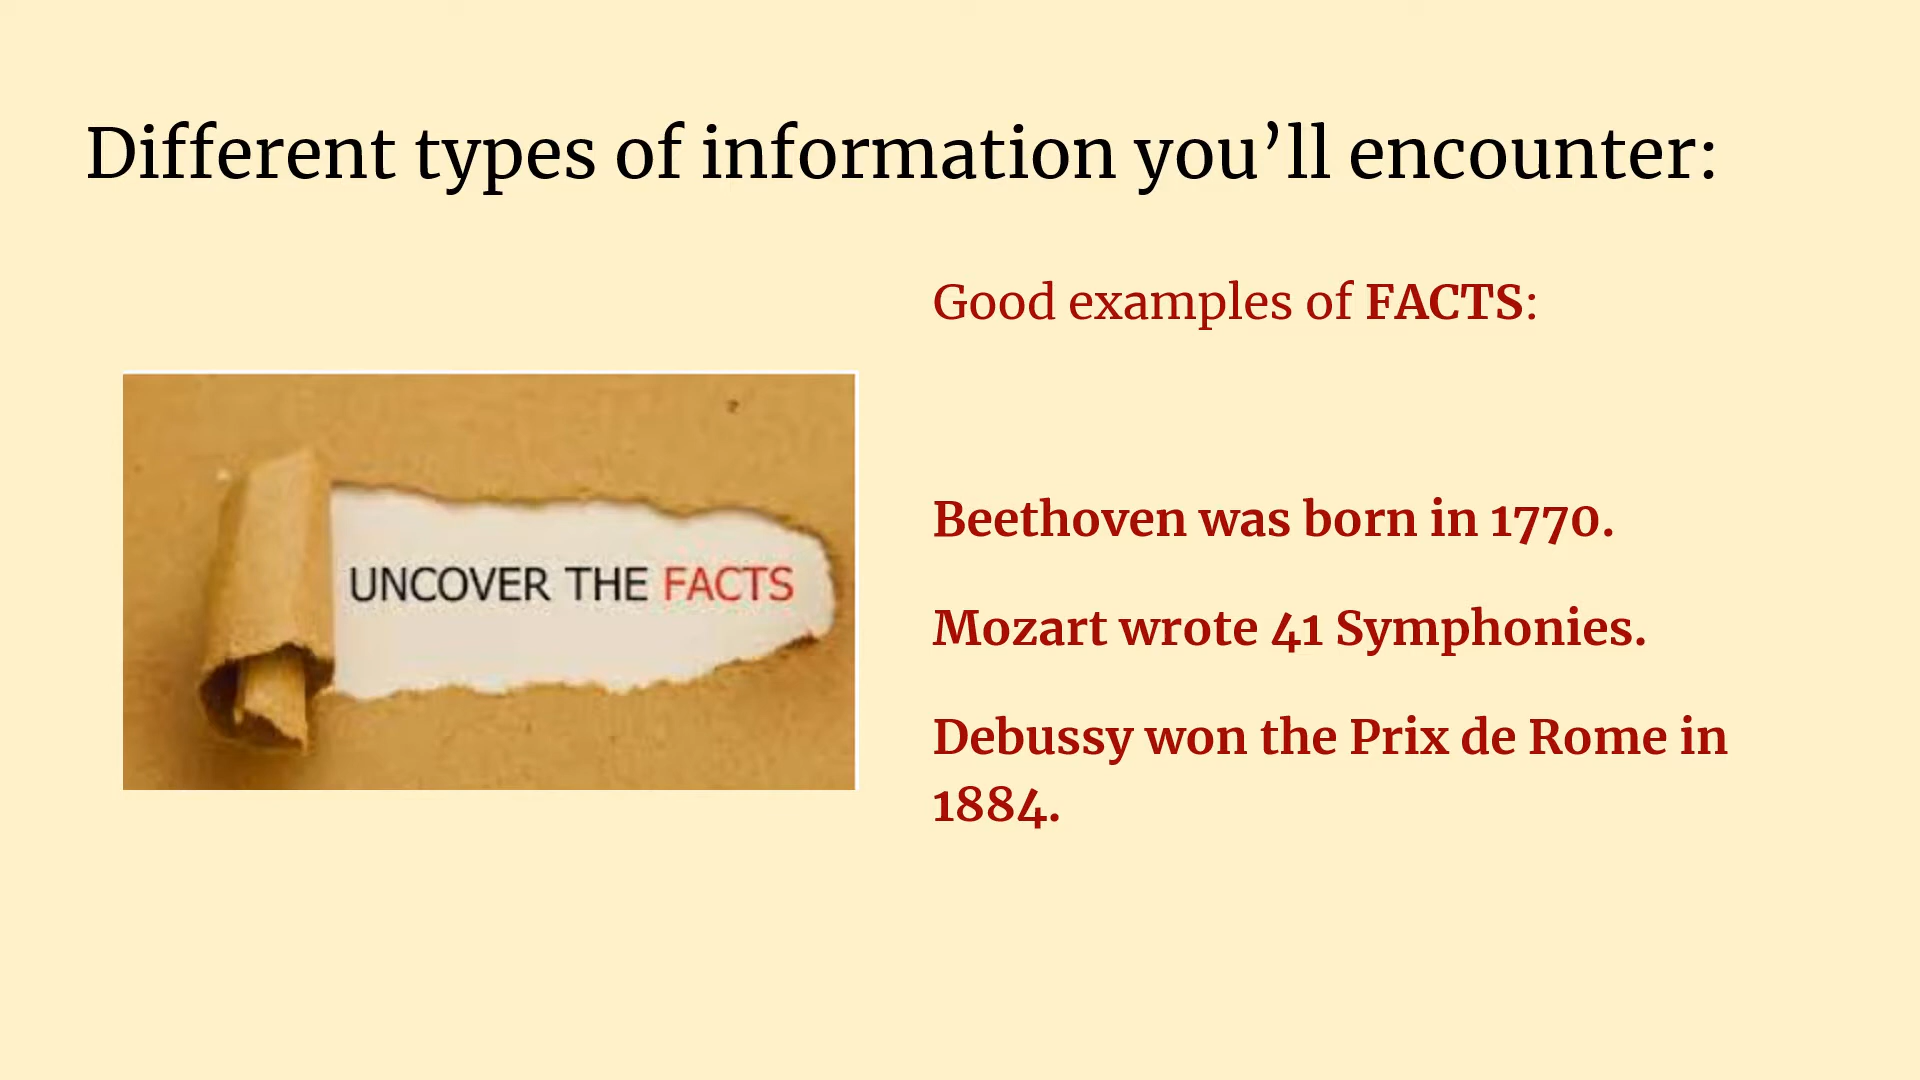 Different types of information you’ll encounter:
Good examples of FACTS:
UNCOVER THE FACTS
Beethoven was born in 1770.
Mozart wrote 41 Symphonies.
Debussy won the Prix de Rome in
1884.